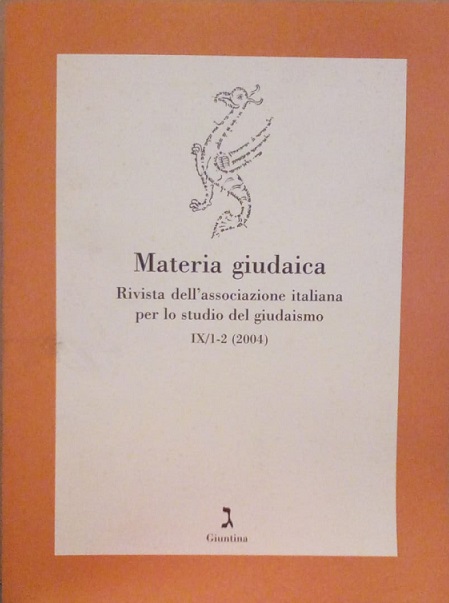 Materia giudaica
Rivista dell'associazione italiana
per lo studio del giudaismo
IX/1-2 (2004)
ג
Giuntina